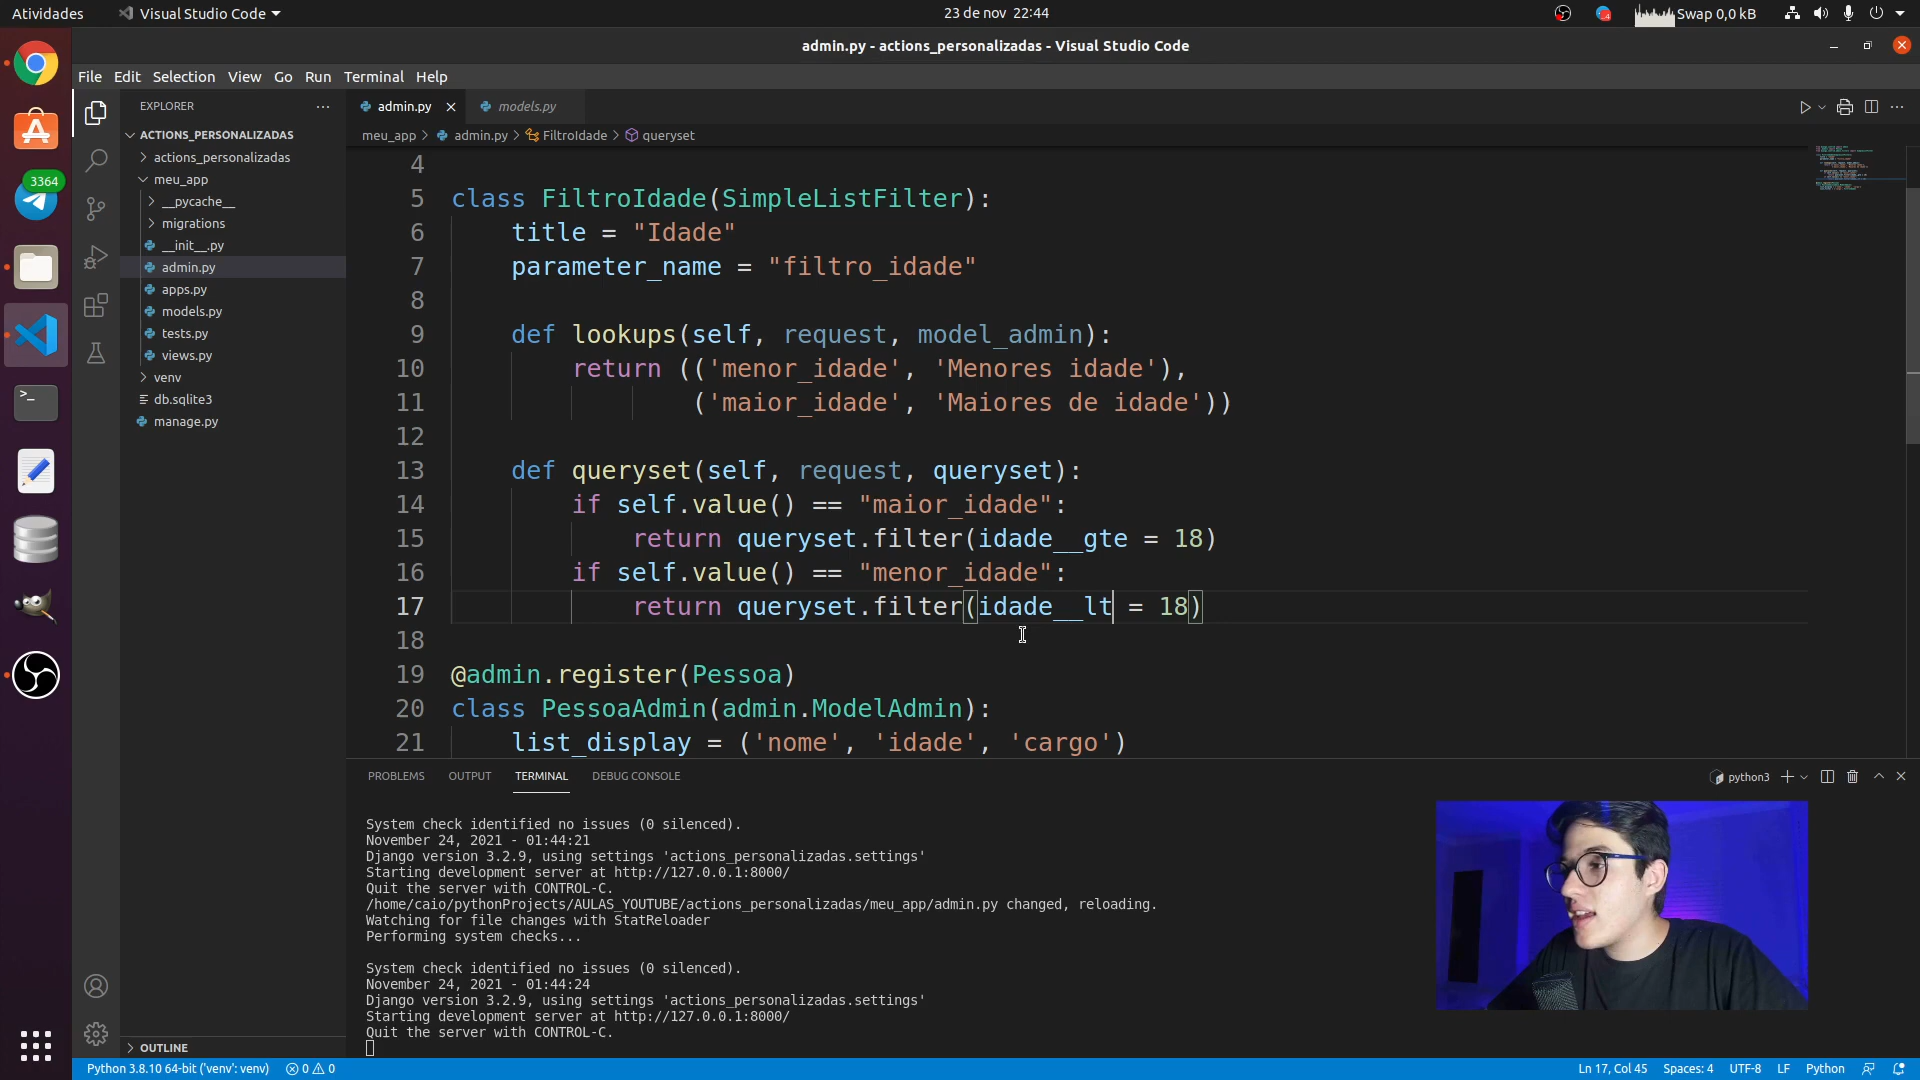 Atividades
Visual Studio Code
23 de nov 22:44
4
Swap 0,0 kB
admin.py - actions_personalizadas - Visual Studio Code
File Edit Selection View Go Run Terminal Help
EXPLORER
admin.py
models.py
meu_app > admin.py > FiltroIdade > queryset
3364
ACTIONS_PERSONALIZADAS
actions_personalizadas
meu_app
__pycache__
migrations
__init__.py
admin.py
apps.py
models.py
tests.py
views.py
venv
db.sqlite3
manage.py
OUTLINE
4
5 class FiltroIdade(SimpleListFilter):
6 title = "Idade"
7 parameter_name = "filtro_idade"
8
9 def lookups(self, request, model_admin):
10 return (('menor_idade', 'Menores idade'),
11 ('maior_idade', 'Maiores de idade'))
12
13 def queryset(self, request, queryset):
14 if self.value() == "maior_idade":
15 return queryset.filter(idade__gte = 18)
16 if self.value() == "menor_idade":
17 return queryset.filter(idade__lt = 18)
18
19 @admin.register(Pessoa)
20 class PessoaAdmin(admin.ModelAdmin):
21 list_display = ('nome', 'idade', 'cargo')
PROBLEMS OUTPUT TERMINAL DEBUG CONSOLE
python3
System check identified no issues (0 silenced).
November 24, 2021 - 01:44:21
Django version 3.2.9, using settings 'actions_personalizadas.settings'
Starting development server at http://127.0.0.1:8000/
Quit the server with CONTROL-C.
/home/caio/pythonProjects/AULAS_YOUTUBE/actions_personalizadas/meu_app/admin.py changed, reloading.
Watching for file changes with StatReloader
Performing system checks...
System check identified no issues (0 silenced).
November 24, 2021 - 01:44:24
Django version 3.2.9, using settings 'actions_personalizadas.settings'
Starting development server at http://127.0.0.1:8000/
Quit the server with CONTROL-C.
Python 3.8.10 64-bit ('venv': venv) 0 0
Ln 17, Col 45 Spaces: 4 UTF-8 LF Python